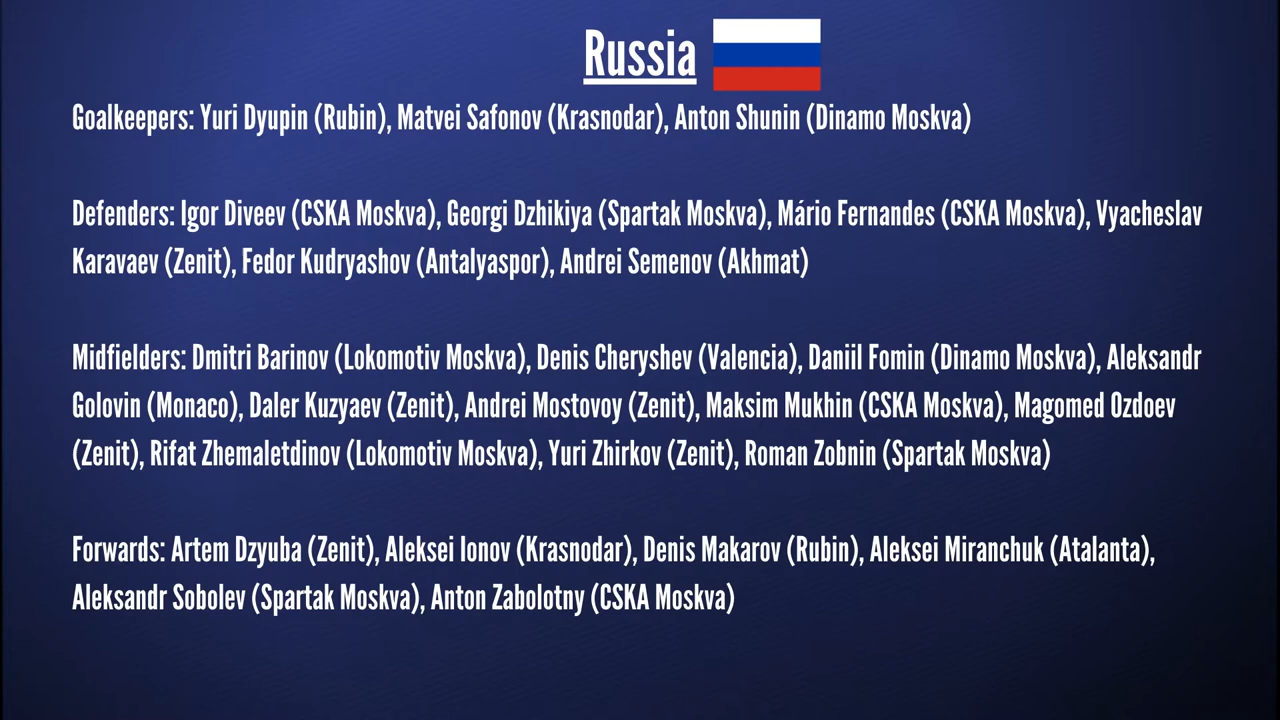 Russia
Goalkeepers: Yuri Dyupin (Rubin), Matvei Safonov (Krasnodar), Anton Shunin (Dinamo Moskva)
Defenders: Igor Diveev (CSKA Moskva), Georgi Dzhikiya (Spartak Moskva), Mário Fernandes (CSKA Moskva), Vyacheslav
Karavaev (Zenit), Fedor Kudryashov (Antalyaspor), Andrei Semenov (Akhmat)
Midfielders: Dmitri Barinov (Lokomotiv Moskva), Denis Cheryshev (Valencia), Daniil Fomin (Dinamo Moskva), Aleksandr
Golovin (Monaco), Daler Kuzyaev (Zenit), Andrei Mostovoy (Zenit), Maksim Mukhin (CSKA Moskva), Magomed Ozdoev
(Zenit), Rifat Zhemaletdinov (Lokomotiv Moskva), Yuri Zhirkov (Zenit), Roman Zobnin (Spartak Moskva)
Forwards: Artem Dzyuba (Zenit), Aleksei Ionov (Krasnodar), Denis Makarov (Rubin), Aleksei Miranchuk (Atalanta),
Aleksandr Sobolev (Spartak Moskva), Anton Zabolotny (CSKA Moskva)